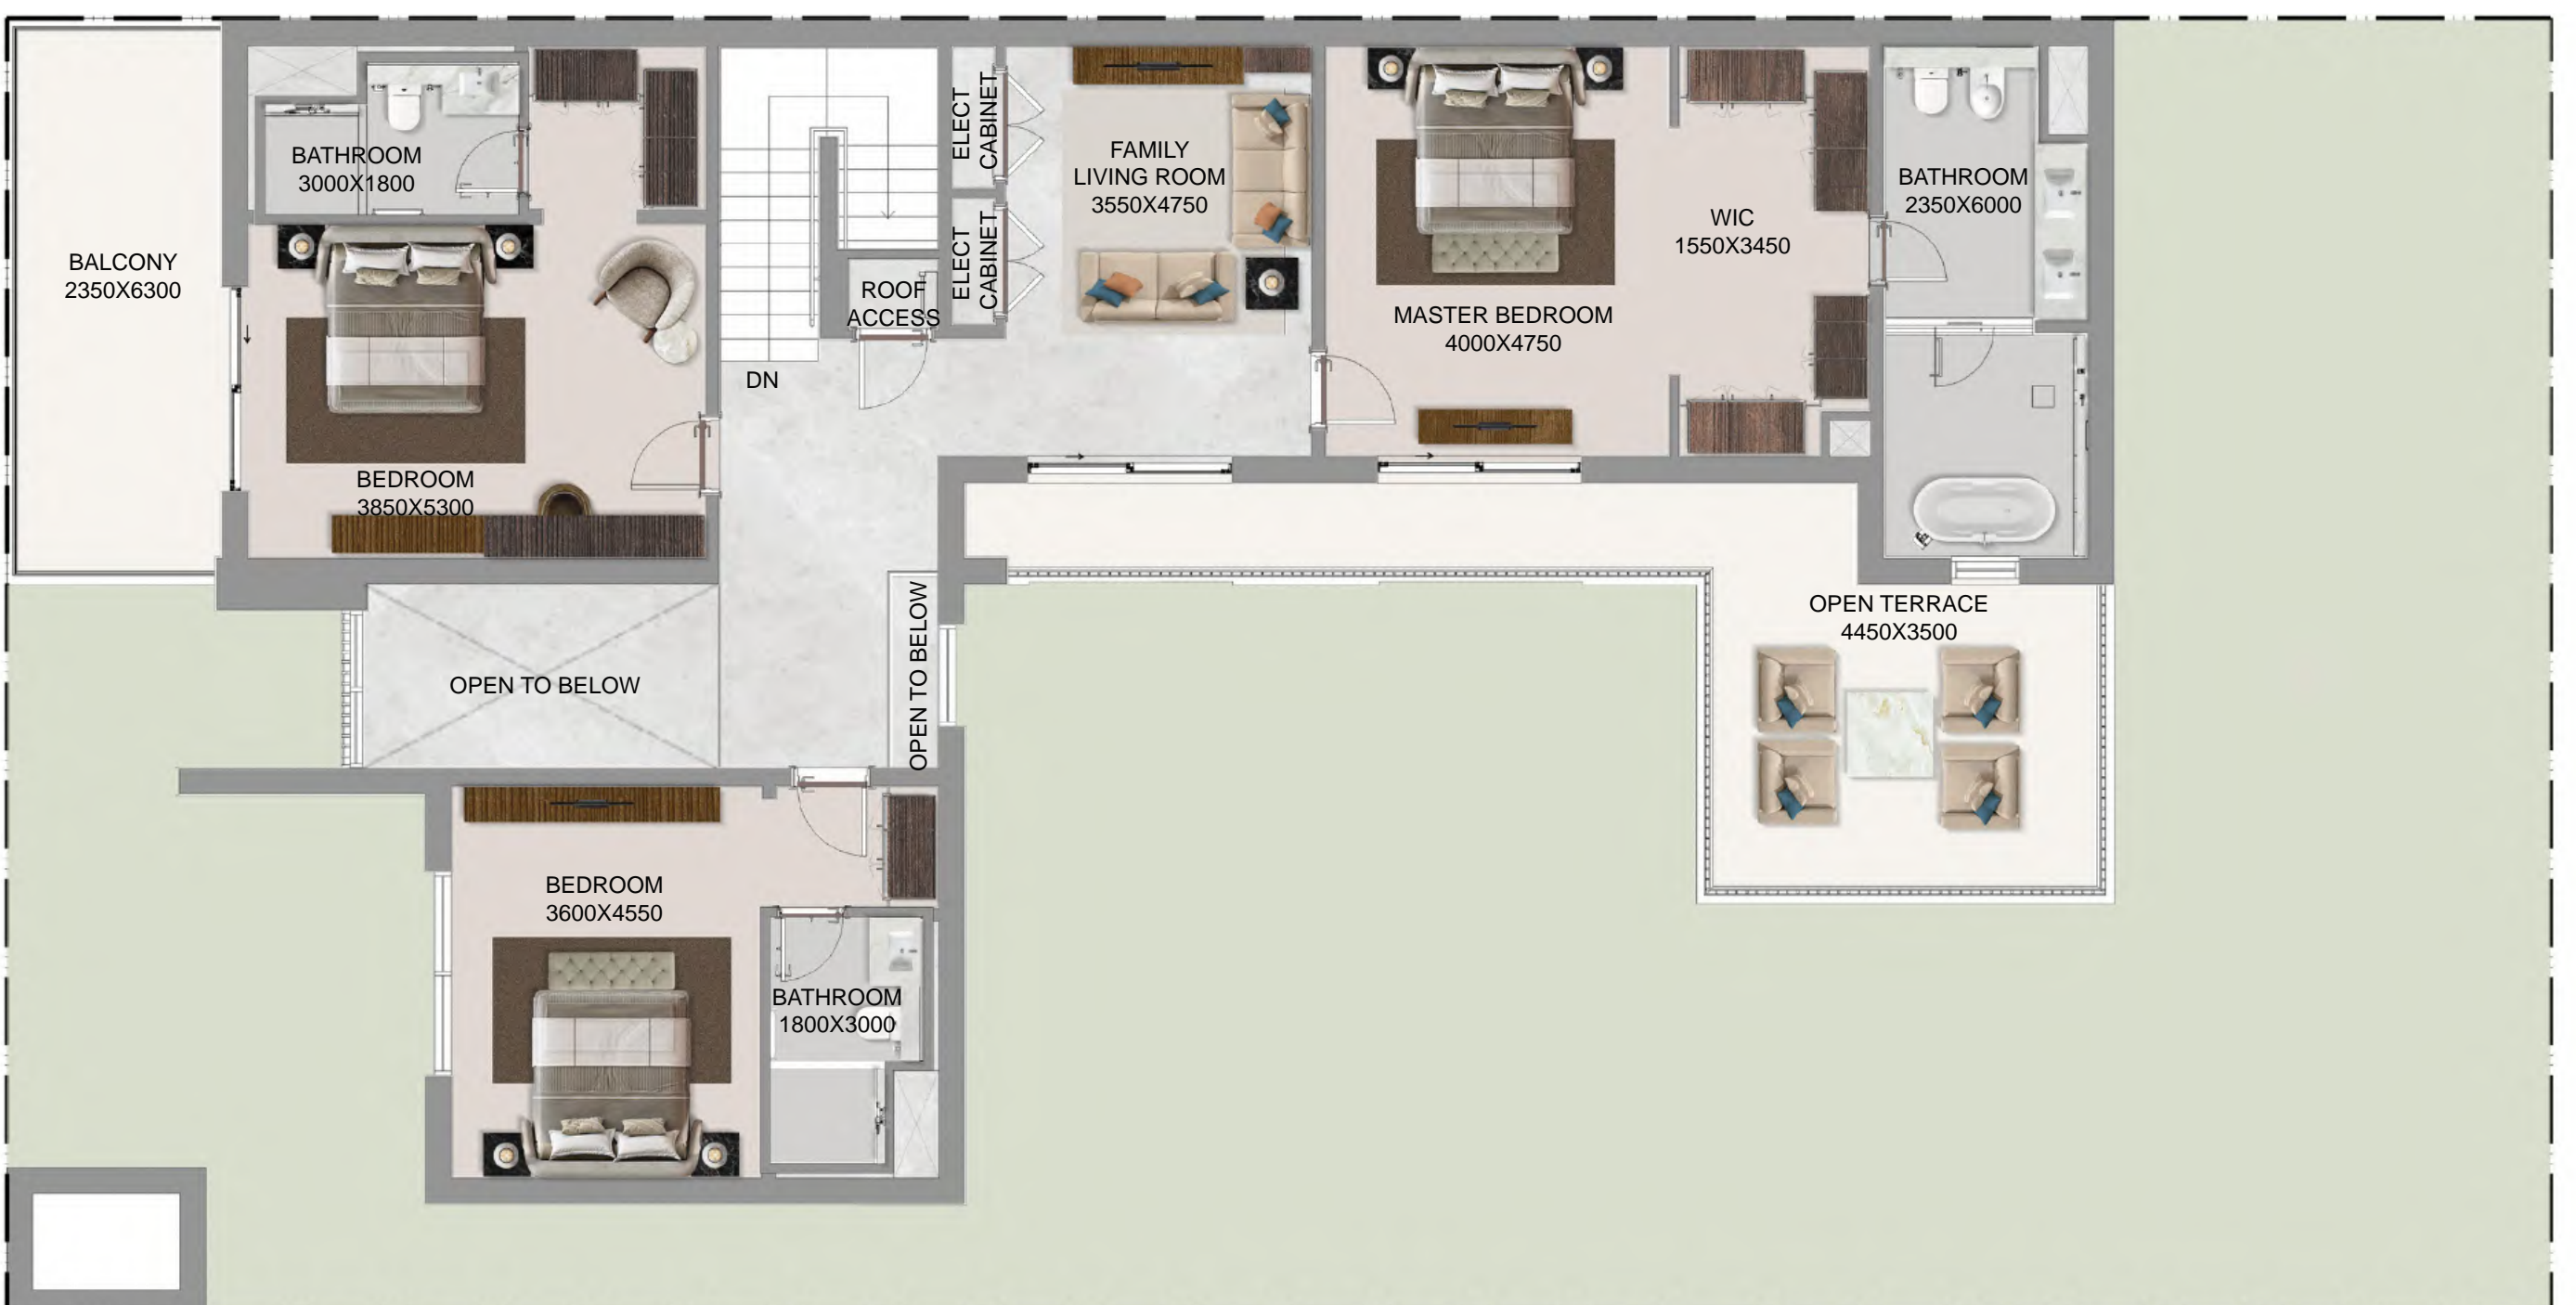 BALCONY
2350X6300
BATHROOM
3000X1800
BEDROOM
3850X5300
DN
ROOF
ACCESS
ELECT
CABINET
ELECT
CABINET
FAMILY
LIVING ROOM
3550X4750
MASTER BEDROOM
4000X4750
WIC
1550X3450
BATHROOM
2350X6000
OPEN TO BELOW
OPEN TO BELOW
OPEN TERRACE
4450X3500
BEDROOM
3600X4550
BATHROOM
1800X3000